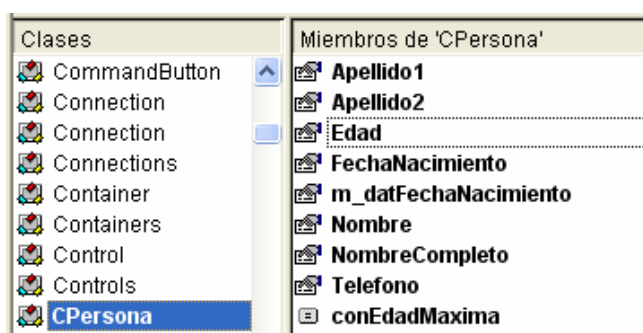 Clases
CommandButton
Connection
Connection
Connections
Container
Containers
Control
Controls
CPersona
Miembros de 'CPersona'
Apellido1
Apellido2
Edad
FechaNacimiento
m_datFechaNacimiento
Nombre
NombreCompleto
Telefono
conEdadMaxima